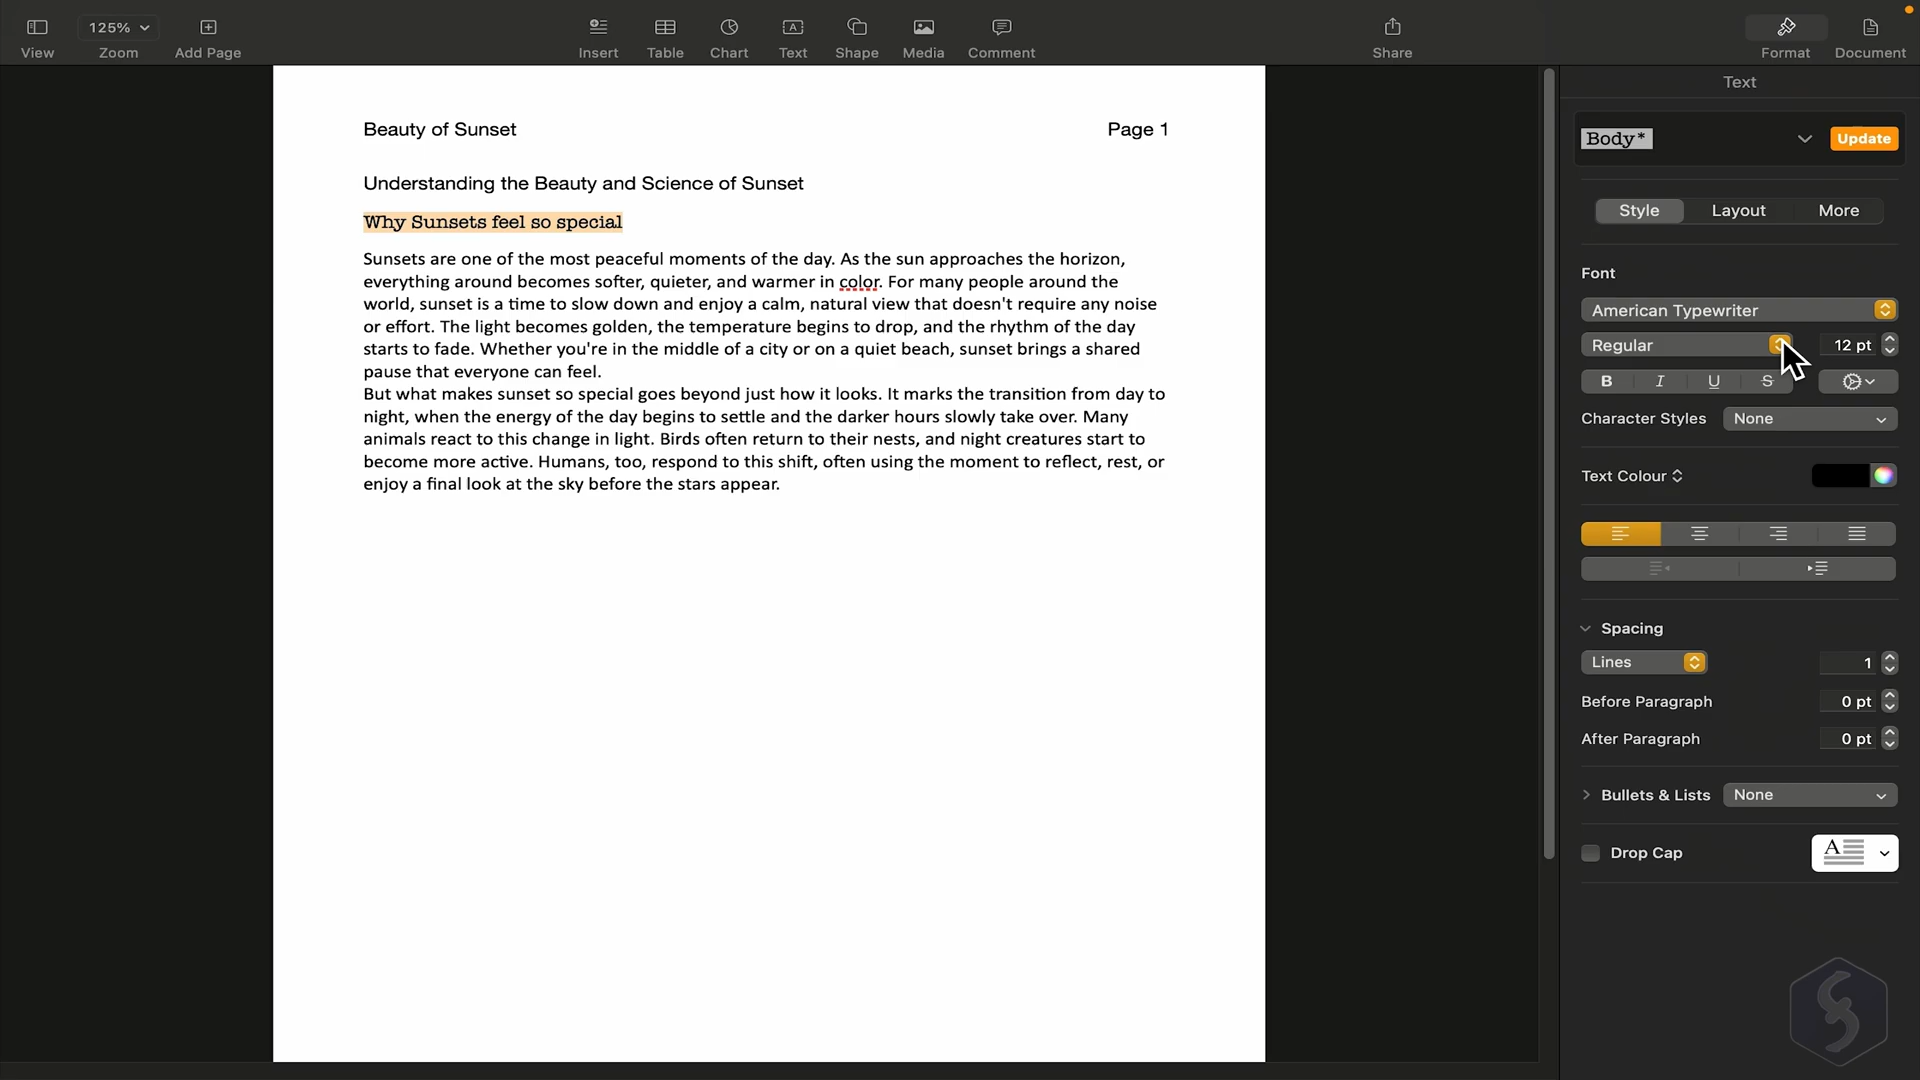 View
125%
Zoom
Add Page
Insert
Table
Chart
Text
Shape
Media
Comment
Share
Format
Document
Beauty of Sunset
Page 1
Understanding the Beauty and Science of Sunset
Why Sunsets feel so special
Sunsets are one of the most peaceful moments of the day. As the sun approaches the horizon,
everything around becomes softer, quieter, and warmer in color. For many people around the
world, sunset is a time to slow down and enjoy a calm, natural view that doesn't require any noise
or effort. The light becomes golden, the temperature begins to drop, and the rhythm of the day
starts to fade. Whether you're in the middle of a city or on a quiet beach, sunset brings a shared
pause that everyone can feel.
But what makes sunset so special goes beyond just how it looks. It marks the transition from day to
night, when the energy of the day begins to settle and the darker hours slowly take over. Many
animals react to this change in light. Birds often return to their nests, and night creatures start to
become more active. Humans, too, respond to this shift, often using the moment to reflect, rest, or
enjoy a final look at the sky before the stars appear.
Text
Body*
Update
Style
Layout
More
Font
American Typewriter
Regular
12 pt
B I U S
Character Styles
None
Text Colour
Spacing
Lines
1
Before Paragraph
0 pt
After Paragraph
0 pt
Bullets & Lists
None
Drop Cap
A